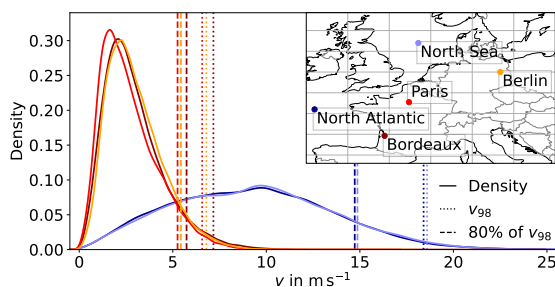 0.30
0.25
0.20
0.15
0.10
0.05
0.00
Density
0
5
10
15
20
25
v in m s⁻¹
North Sea
Berlin
Paris
North Atlantic
Bordeaux
Density
v₉₈
80% of v₉₈